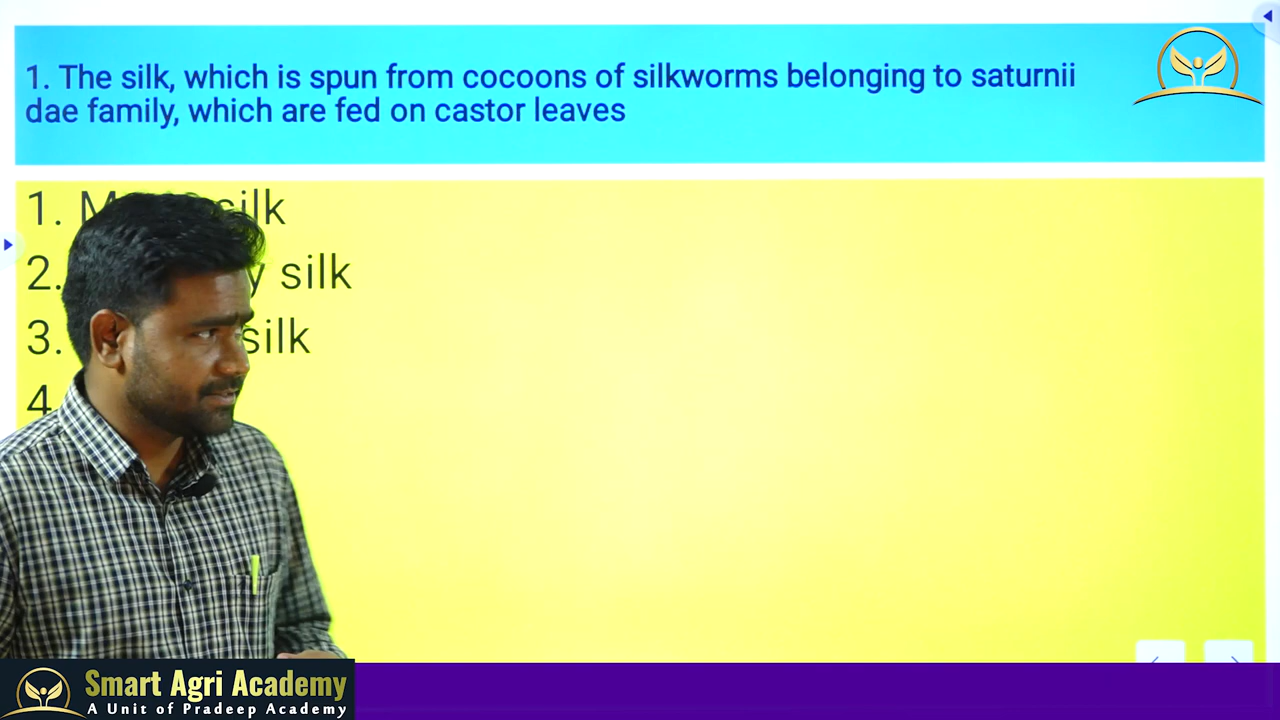 1. The silk, which is spun from cocoons of silkworms belonging to saturnii
dae family, which are fed on castor leaves
1. silk
2. silk
3. silk
4.
Smart Agri Academy
A Unit of Pradeep Academy